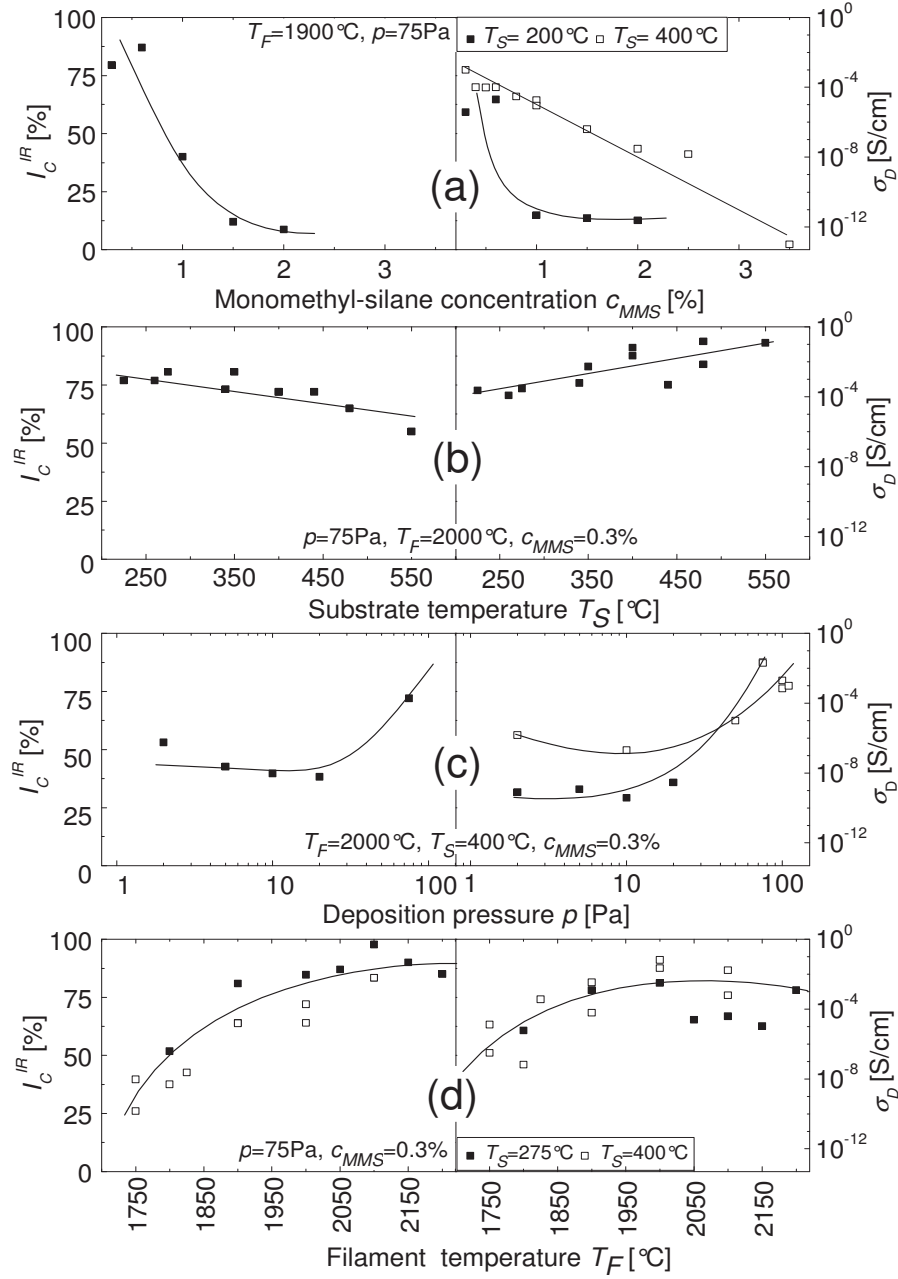 T_F=1900°C, p=75Pa
■ T_S= 200°C □ T_S= 400°C
I_C^IR [%]
100
75
50
25
0
10^0
10^-4
10^-8
10^-12
σ_D [S/cm]
(a)
1 2 3 1 2 3
Monomethyl-silane concentration c_MMS [%]
I_C^IR [%]
100
75
50
25
0
10^0
10^-4
10^-8
10^-12
σ_D [S/cm]
(b)
p=75Pa, T_F=2000°C, c_MMS=0.3%
250 350 450 550 250 350 450 550
Substrate temperature T_S [°C]
I_C^IR [%]
100
75
50
25
0
10^0
10^-4
10^-8
10^-12
σ_D [S/cm]
(c)
T_F=2000°C, T_S=400°C, c_MMS=0.3%
1 10 100 1 10 100
Deposition pressure p [Pa]
I_C^IR [%]
100
75
50
25
0
10^0
10^-4
10^-8
10^-12
σ_D [S/cm]
(d)
p=75Pa, c_MMS=0.3%
■ T_S=275°C □ T_S=400°C
1750 1850 1950 2050 2150 1750 1850 1950 2050 2150
Filament temperature T_F [°C]